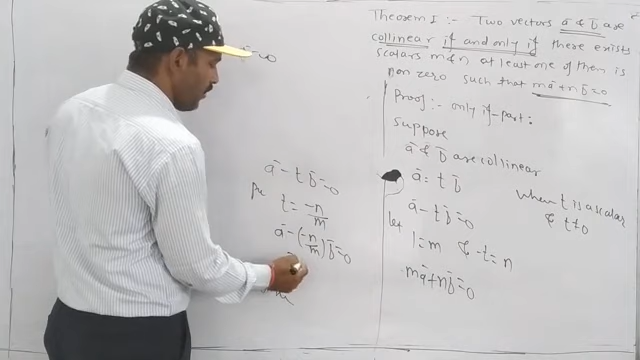 Theorem I :- Two vectors a̅ & b̅ are
collinear if and only if there exists
scalars m & n at least one of them is
non zero such that ma̅+nb̅=0
Proof :- only if-part:
Suppose
a̅ & b̅ are collinear
a̅ = t b̅
when t is a scalar
& t≠0
a̅ - t b̅ = 0
let 1=m & -t=n
ma̅+nb̅=0
=0
a̅ - t b̅ = 0
t = -n/m
a̅ - (-n/m) b̅ = 0